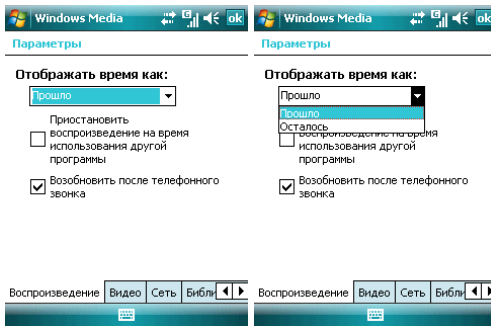 Windows Media ok
Параметры
Отображать время как:
Прошло
Приостановить
воспроизведение на время
использования другой
программы
Возобновить после телефонного
звонка
Воспроизведение Видео Сеть Библи
Windows Media ok
Параметры
Отображать время как:
Прошло
Прошло
Осталось
воспроизведение на время
использования другой
программы
Возобновить после телефонного
звонка
Воспроизведение Видео Сеть Библи